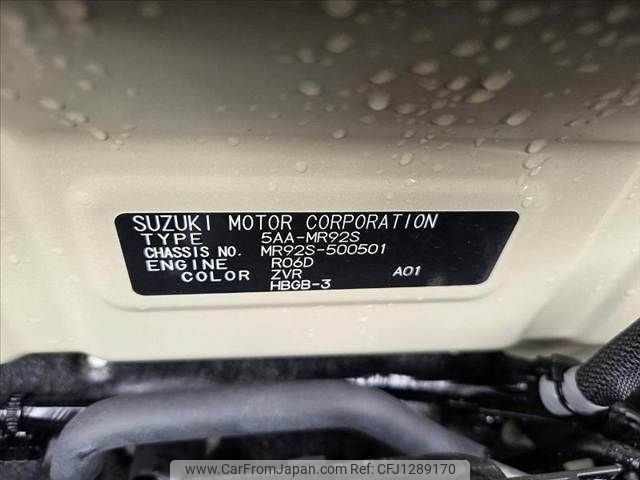 SUZUKI MOTOR CORPORATION
TYPE 5AA-MR92S
CHASSIS NO. MR92S-500501
ENGINE R06D
COLOR ZVR A01
HBGB-3
www.CarFromJapan.com | Ref No: CFJ1289170